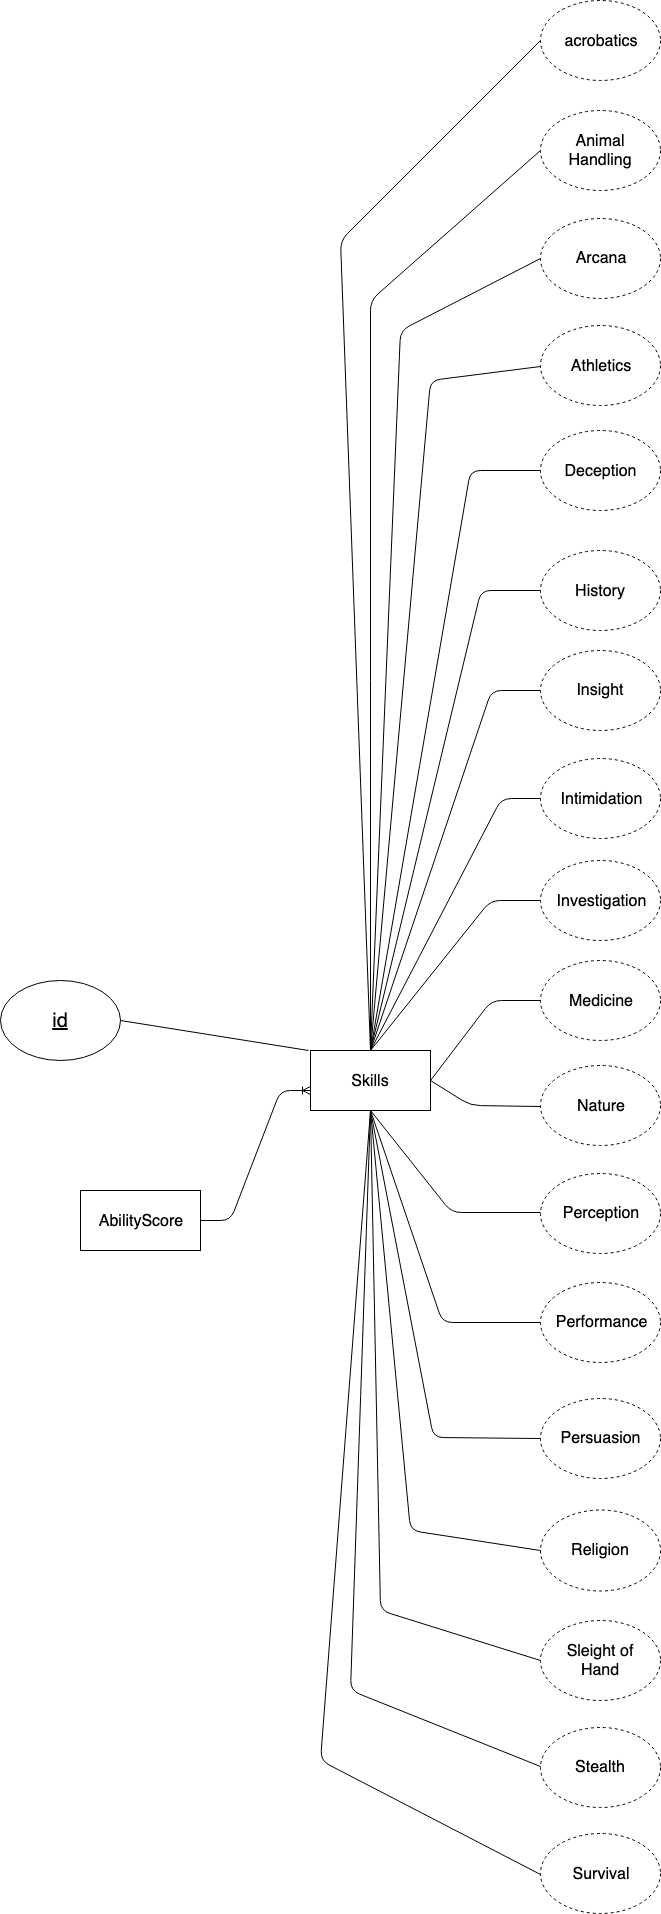 acrobatics
Animal
Handling
Arcana
Athletics
Deception
History
Insight
Intimidation
Investigation
Medicine
id
Skills
Nature
AbilityScore
Perception
Performance
Persuasion
Religion
Sleight of
Hand
Stealth
Survival